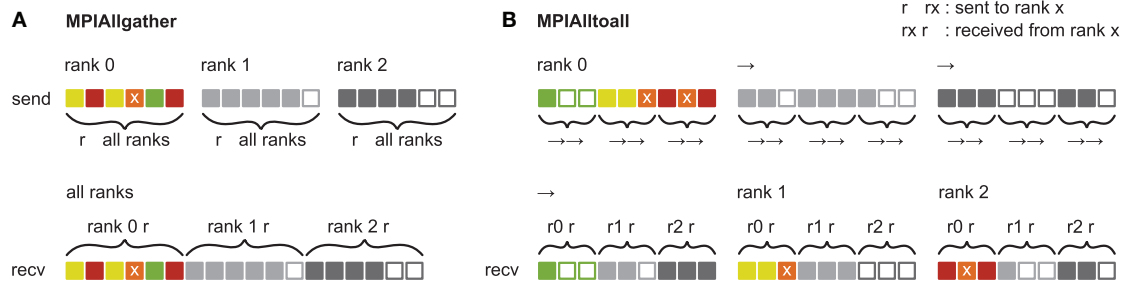 A MPIAllgather
rank 0 rank 1 rank 2
send x
r all ranks r all ranks r all ranks
all ranks
rank 0 r rank 1 r rank 2 r
recv x
B MPIAlltoall
r rx : sent to rank x
rx r : received from rank x
rank 0 → →
x x
→→ →→ →→ →→ →→ →→ →→ →→ →→
→ rank 1 rank 2
r0 r r1 r r2 r r0 r r1 r r2 r r0 r r1 r r2 r
recv x x